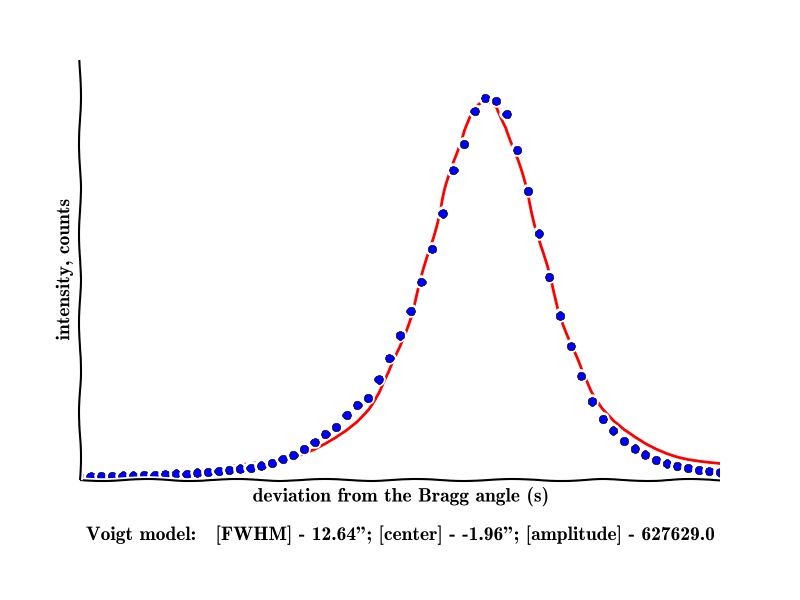 intensity, counts
deviation from the Bragg angle (s)
Voigt model: [FWHM] - 12.64”; [center] - -1.96”; [amplitude] - 627629.0